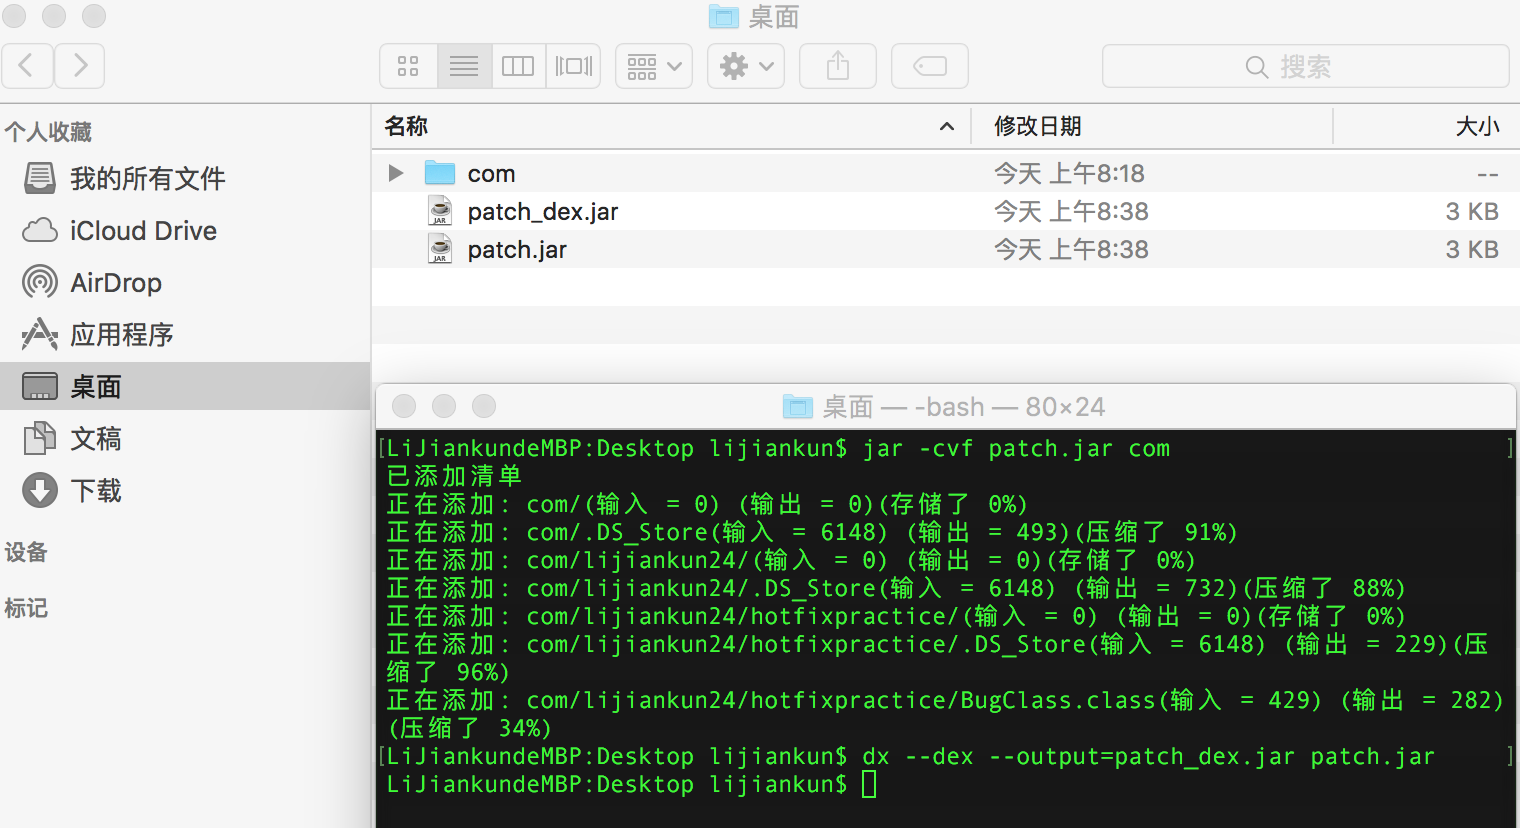 桌面
搜索
个人收藏
我的所有文件
iCloud Drive
AirDrop
应用程序
桌面
文稿
下载
设备
标记
名称 修改日期 大小
com 今天 上午8:18 --
patch_dex.jar 今天 上午8:38 3 KB
patch.jar 今天 上午8:38 3 KB
桌面 — -bash — 80×24
[LiJiankundeMBP:Desktop lijiankun$ jar -cvf patch.jar com ]
已添加清单
正在添加: com/(输入 = 0) (输出 = 0)(存储了 0%)
正在添加: com/.DS_Store(输入 = 6148) (输出 = 493)(压缩了 91%)
正在添加: com/lijiankun24/(输入 = 0) (输出 = 0)(存储了 0%)
正在添加: com/lijiankun24/.DS_Store(输入 = 6148) (输出 = 732)(压缩了 88%)
正在添加: com/lijiankun24/hotfixpractice/(输入 = 0) (输出 = 0)(存储了 0%)
正在添加: com/lijiankun24/hotfixpractice/.DS_Store(输入 = 6148) (输出 = 229)(压
缩了 96%)
正在添加: com/lijiankun24/hotfixpractice/BugClass.class(输入 = 429) (输出 = 282)
(压缩了 34%)
[LiJiankundeMBP:Desktop lijiankun$ dx --dex --output=patch_dex.jar patch.jar ]
LiJiankundeMBP:Desktop lijiankun$
JAR
JAR